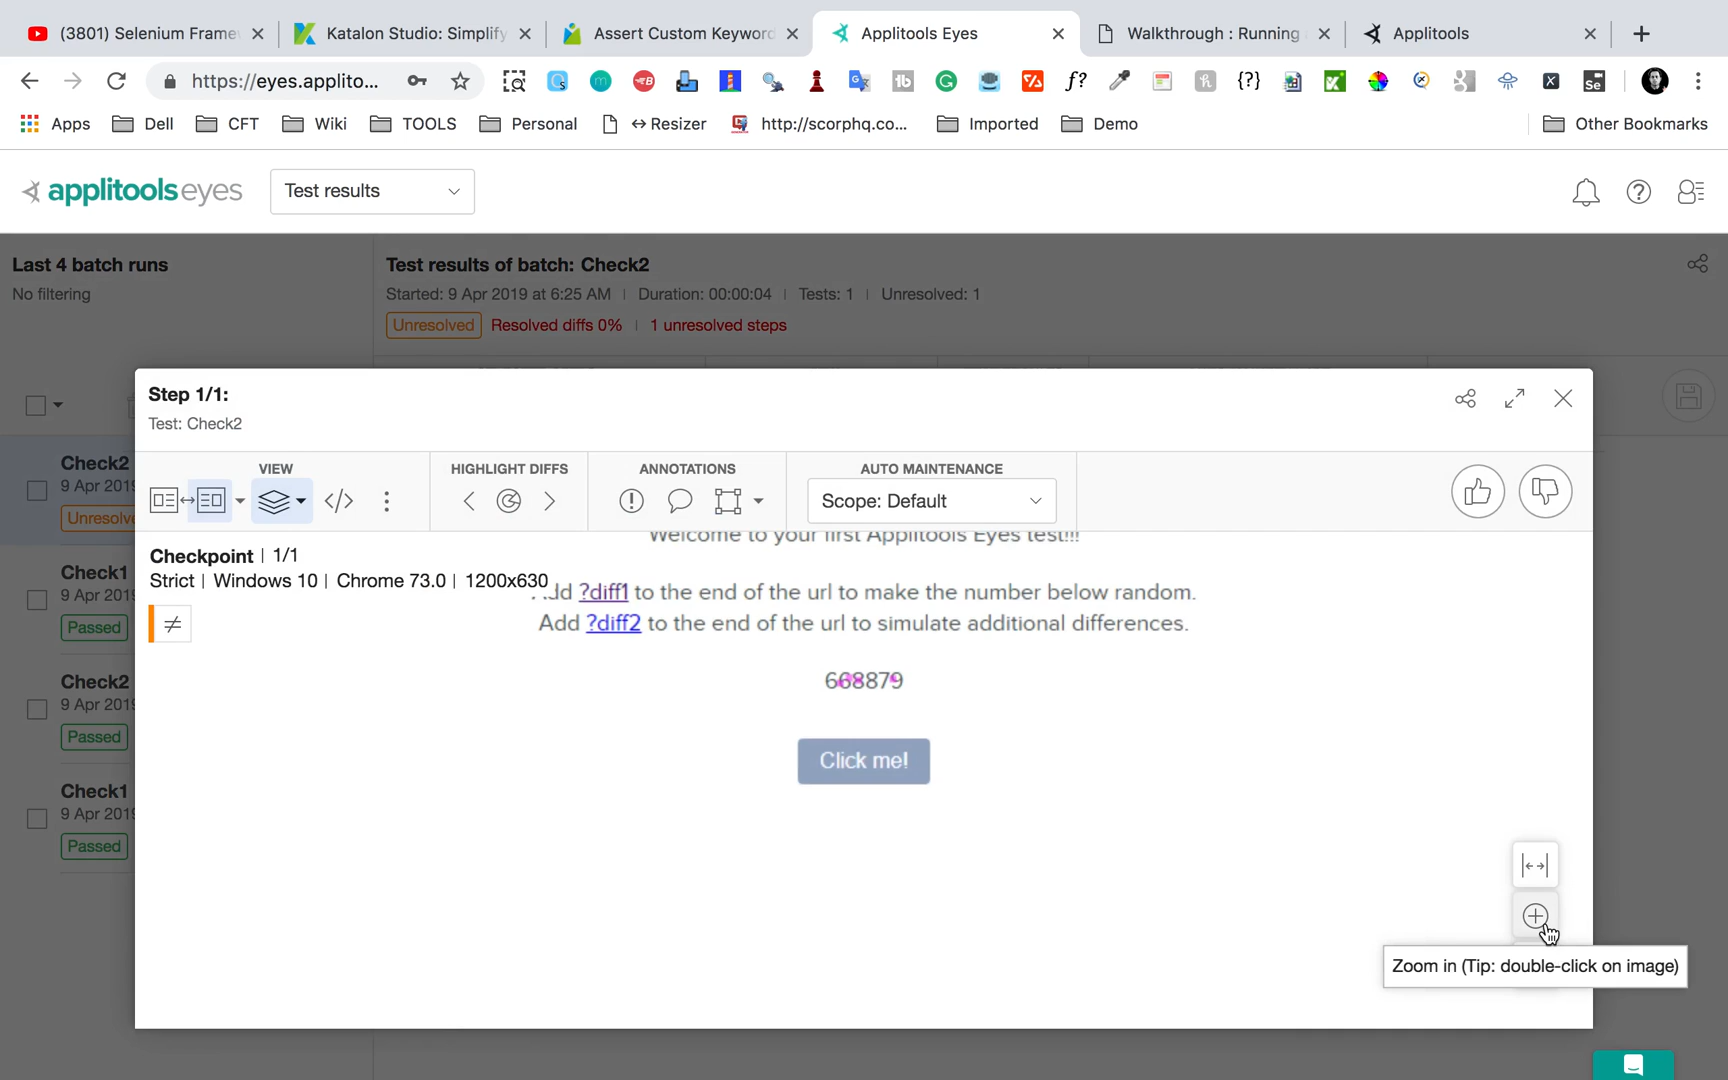 (3801) Selenium Frame
Katalon Studio: Simplify
Assert Custom Keyword
Applitools Eyes
Walkthrough : Running
Applitools
https://eyes.applito...
Apps
Dell
CFT
Wiki
TOOLS
Personal
↔Resizer
http://scorphq.co...
Imported
Demo
Other Bookmarks
applitools eyes
Test results
Last 4 batch runs
No filtering
Test results of batch: Check2
Started: 9 Apr 2019 at 6:25 AM | Duration: 00:00:04 | Tests: 1 | Unresolved: 1
Unresolved Resolved diffs 0% | 1 unresolved steps
Check2
9 Apr 2019
Unresolve
Check1
9 Apr 2019
Passed
Check2
9 Apr 2019
Passed
Check1
9 Apr 2019
Passed
Step 1/1:
Test: Check2
VIEW
HIGHLIGHT DIFFS
ANNOTATIONS
AUTO MAINTENANCE
Scope: Default
Checkpoint | 1/1
Strict | Windows 10 | Chrome 73.0 | 1200x630
≠
Welcome to your first Applitools Eyes test!!!
Add ?diff1 to the end of the url to make the number below random.
Add ?diff2 to the end of the url to simulate additional differences.
668879
Click me!
Zoom in (Tip: double-click on image)